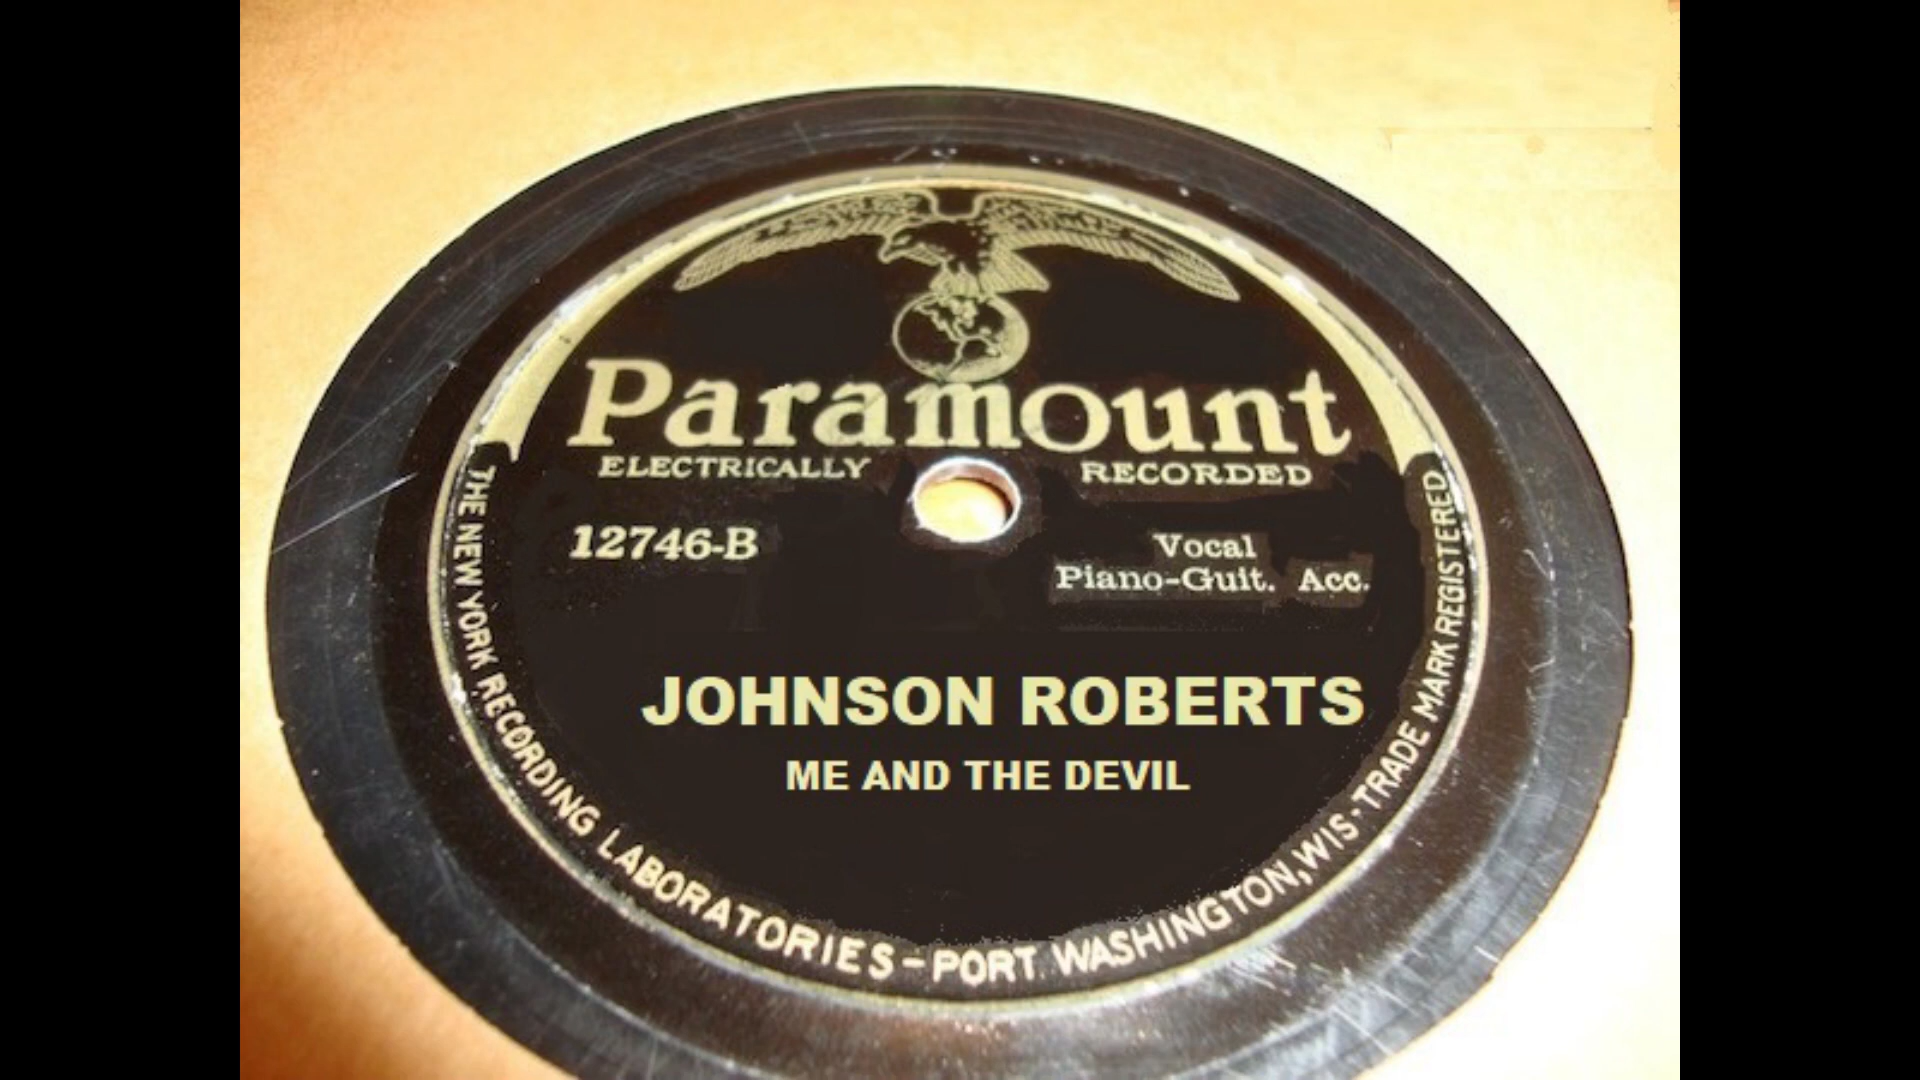 Paramount
ELECTRICALLY RECORDED
12746-B
Vocal
Piano-Guit. Acc.
JOHNSON ROBERTS
ME AND THE DEVIL
THE NEW YORK RECORDING LABORATORIES - PORT WASHINGTON, WIS - TRADE MARK REGISTERED